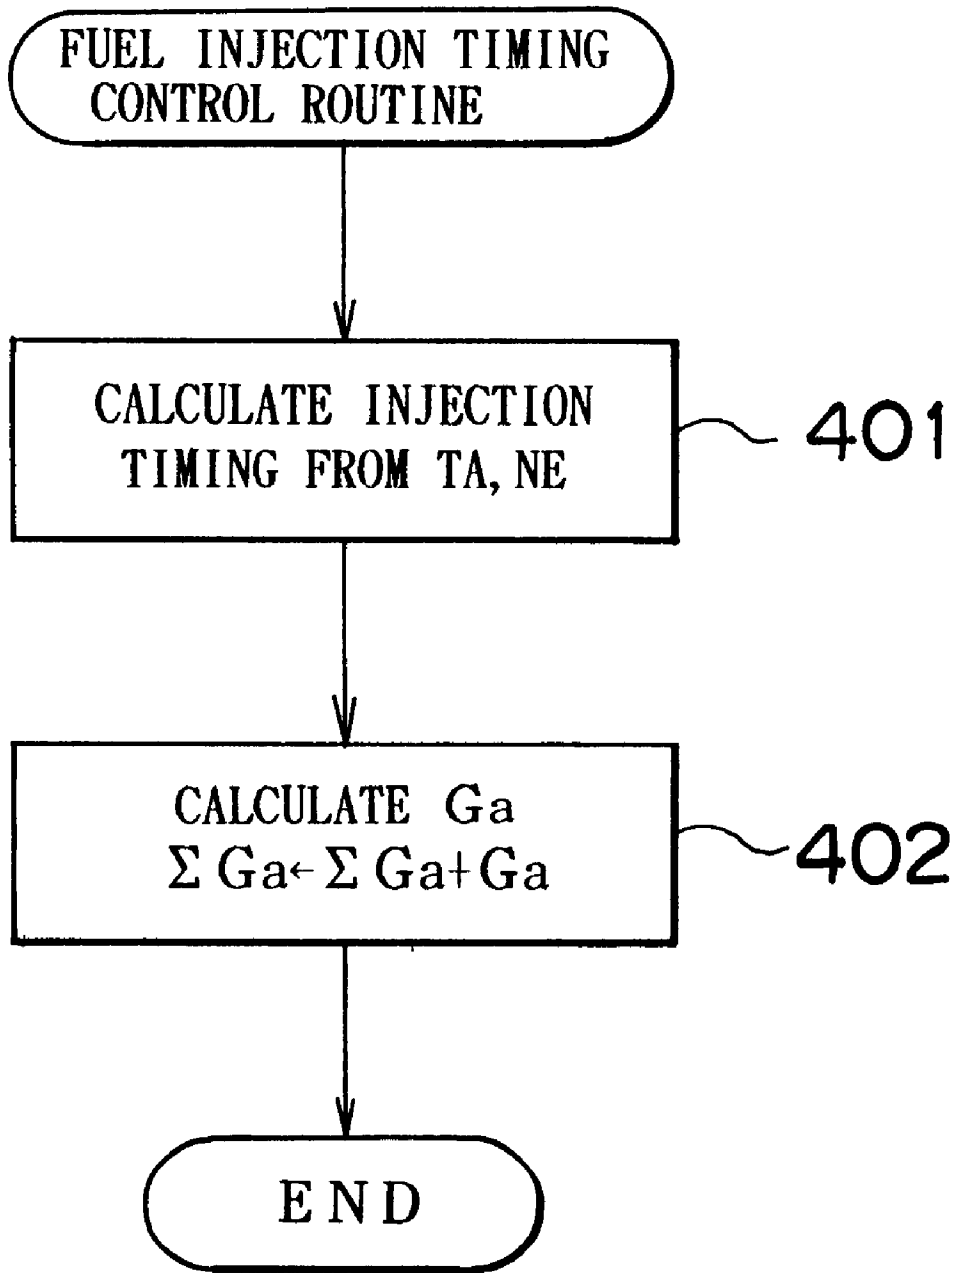 FUEL INJECTION TIMING
CONTROL ROUTINE
CALCULATE INJECTION
TIMING FROM TA, NE
401
CALCULATE Ga
Σ Ga← Σ Ga+Ga
402
END